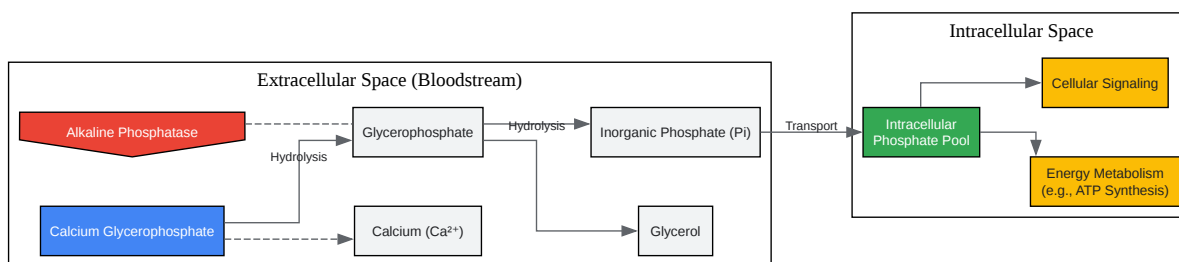 Intracellular Space
Extracellular Space (Bloodstream)
Cellular Signaling
Alkaline Phosphatase
Glycerophosphate
Hydrolysis
Inorganic Phosphate (Pi)
Transport
Intracellular
Phosphate Pool
Hydrolysis
Energy Metabolism
(e.g., ATP Synthesis)
Calcium Glycerophosphate
Calcium (Ca²⁺)
Glycerol